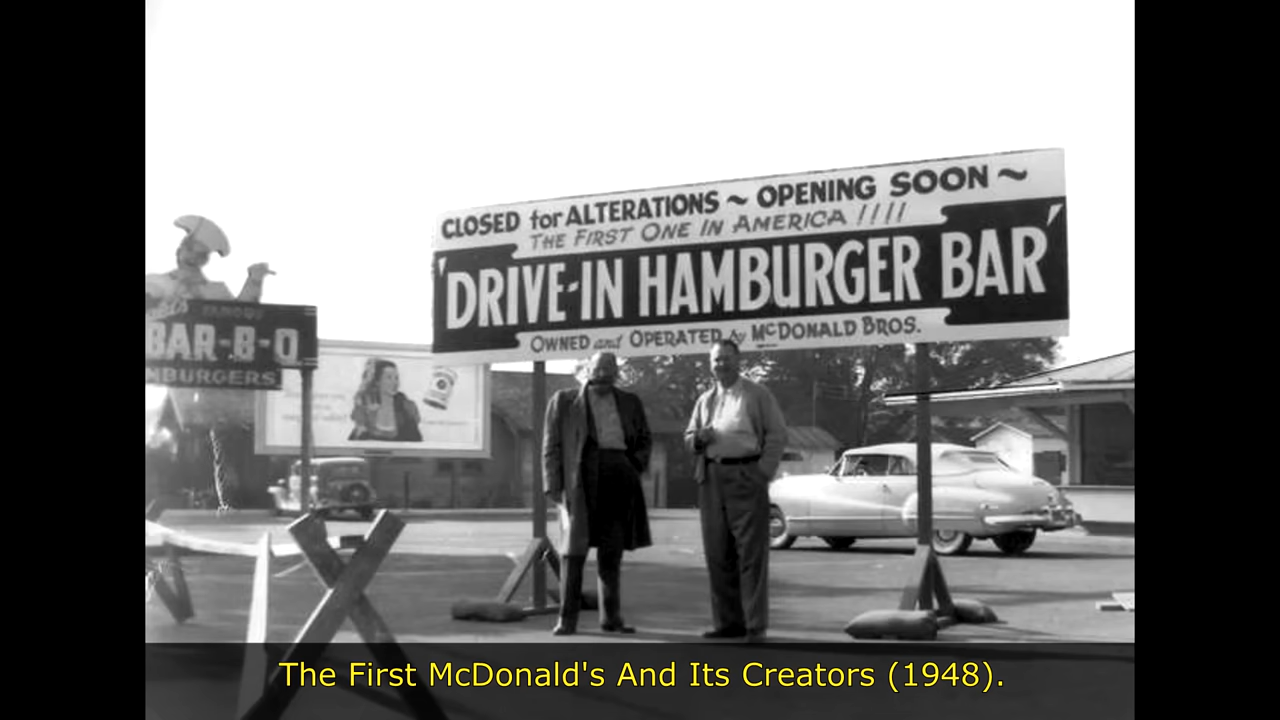 CLOSED for ALTERATIONS ~ OPENING SOON ~
THE FIRST ONE IN AMERICA !!!!
'DRIVE-IN HAMBURGER BAR'
OWNED and OPERATED by McDONALD BROS.
FAMOUS
BAR-B-Q
MBURGERS
The First McDonald's And Its Creators (1948).